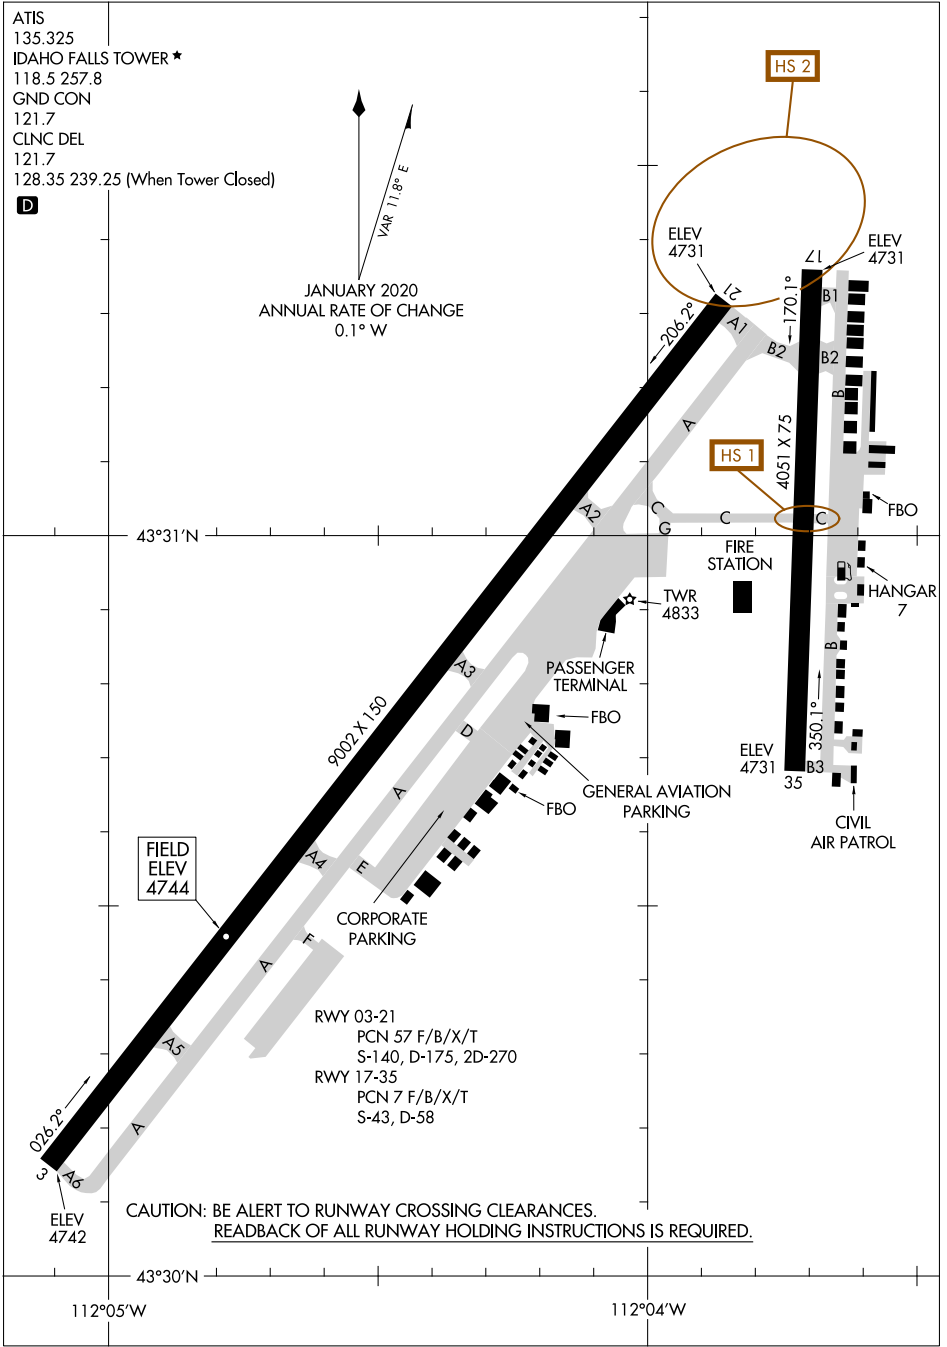 ATIS
135.325
IDAHO FALLS TOWER ★
118.5 257.8
GND CON
121.7
CLNC DEL
121.7
128.35 239.25 (When Tower Closed)
D
VAR 11.8° E
JANUARY 2020
ANNUAL RATE OF CHANGE
0.1° W
HS 2
ELEV
4731
21
206.2°
A1
B2
17
ELEV
4731
170.1°
B1
B2
B
A
4051 X 75
HS 1
A2
C
G
C
C
FBO
43°31'N
FIRE
STATION
TWR
4833
HANGAR
7
PASSENGER
TERMINAL
B
A3
9002 X 150
D
FBO
350.1°
ELEV
4731
35
B3
A
GENERAL AVIATION
PARKING
FBO
CIVIL
AIR PATROL
FIELD
ELEV
4744
A4
E
CORPORATE
PARKING
F
A
RWY 03-21
PCN 57 F/B/X/T
S-140, D-175, 2D-270
RWY 17-35
PCN 7 F/B/X/T
S-43, D-58
A5
026.2°
A
3
A6
ELEV
4742
CAUTION: BE ALERT TO RUNWAY CROSSING CLEARANCES.
READBACK OF ALL RUNWAY HOLDING INSTRUCTIONS IS REQUIRED.
43°30'N
112°05'W
112°04'W